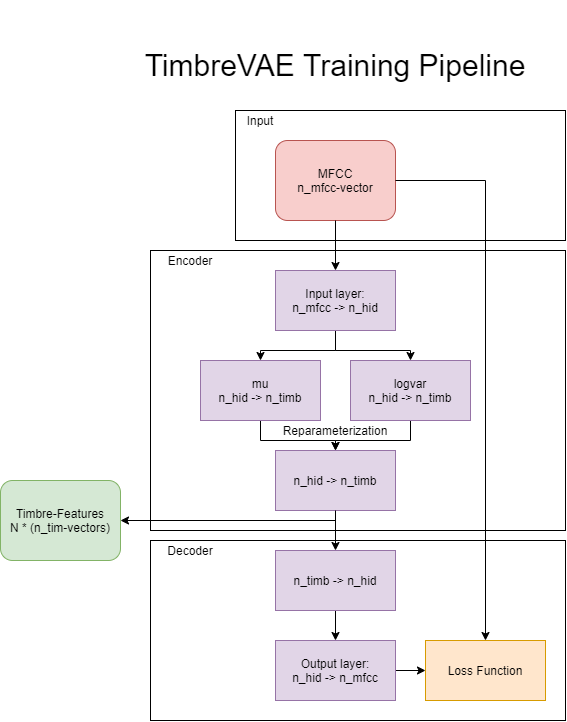 TimbreVAE Training Pipeline
Input
MFCC
n_mfcc-vector
Encoder
Input layer:
n_mfcc -> n_hid
mu
n_hid -> n_timb
logvar
n_hid -> n_timb
Reparameterization
n_hid -> n_timb
Timbre-Features
N * (n_tim-vectors)
Decoder
n_timb -> n_hid
Output layer:
n_hid -> n_mfcc
Loss Function